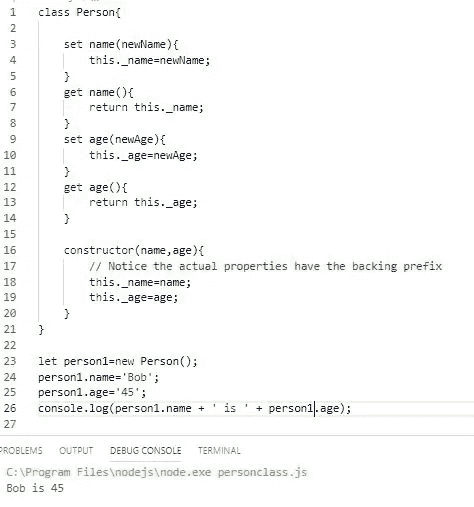 1 class Person{
2
3 set name(newName){
4 this._name=newName;
5 }
6 get name(){
7 return this._name;
8 }
9 set age(newAge){
10 this._age=newAge;
11 }
12 get age(){
13 return this._age;
14 }
15
16 constructor(name,age){
17 // Notice the actual properties have the backing prefix
18 this._name=name;
19 this._age=age;
20 }
21 }
22
23 let person1=new Person();
24 person1.name='Bob';
25 person1.age='45';
26 console.log(person1.name + ' is ' + person1.age);
27
ROBLEMS OUTPUT DEBUG CONSOLE TERMINAL
C:\Program Files\nodejs\node.exe personclass.js
Bob is 45